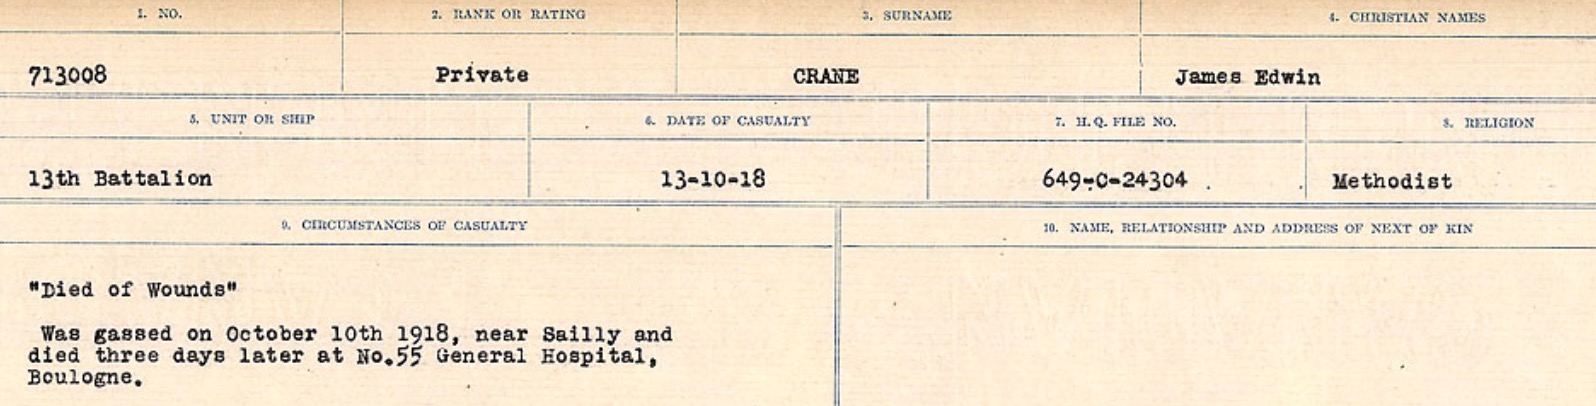 1. NO. 2. RANK OR RATING 3. SURNAME 4. CHRISTIAN NAMES
713008 Private CRANE James Edwin
5. UNIT OR SHIP 6. DATE OF CASUALTY 7. H.Q. FILE NO. 8. RELIGION
13th Battalion 13-10-18 649-C-24304 Methodist
9. CIRCUMSTANCES OF CASUALTY 10. NAME, RELATIONSHIP AND ADDRESS OF NEXT OF KIN
"Died of Wounds"
Was gassed on October 10th 1918, near Sailly and
died three days later at No.55 General Hospital,
Boulogne.